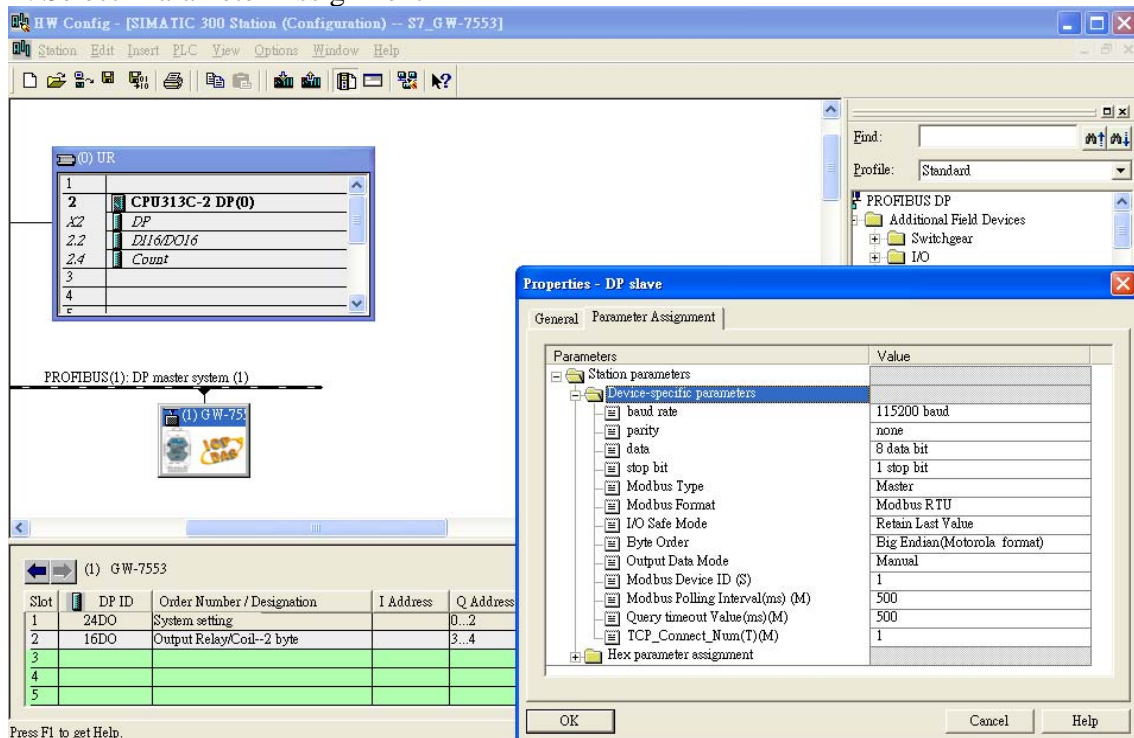 HW Config - [SIMATIC 300 Station (Configuration) -- S7_GW-7553]
Station Edit Insert PLC View Options Window Help
(0) UR
1
2 CPU313C-2 DP(0)
X2 DP
2.2 DI16/DO16
2.4 Count
3
4
Find:
Profile: Standard
PROFIBUS DP
Additional Field Devices
Switchgear
I/O
PROFIBUS(1): DP master system (1)
(1) GW-755
ICP DAS
Properties - DP slave
General Parameter Assignment
Parameters Value
Station parameters
Device-specific parameters
baud rate 115200 baud
parity none
data 8 data bit
stop bit 1 stop bit
Modbus Type Master
Modbus Format Modbus RTU
I/O Safe Mode Retain Last Value
Byte Order Big Endian(Motorola format)
Output Data Mode Manual
Modbus Device ID (S) 1
Modbus Polling Interval(ms) (M) 500
Query timeout Value(ms)(M) 500
TCP_Connect_Num(T)(M) 1
Hex parameter assignment
OK Cancel Help
(1) GW-7553
Slot DP ID Order Number / Designation I Address Q Address
1 24DO System setting 0...2
2 16DO Output Relay/Coil--2 byte 3...4
3
4
5
Press F1 to get Help.